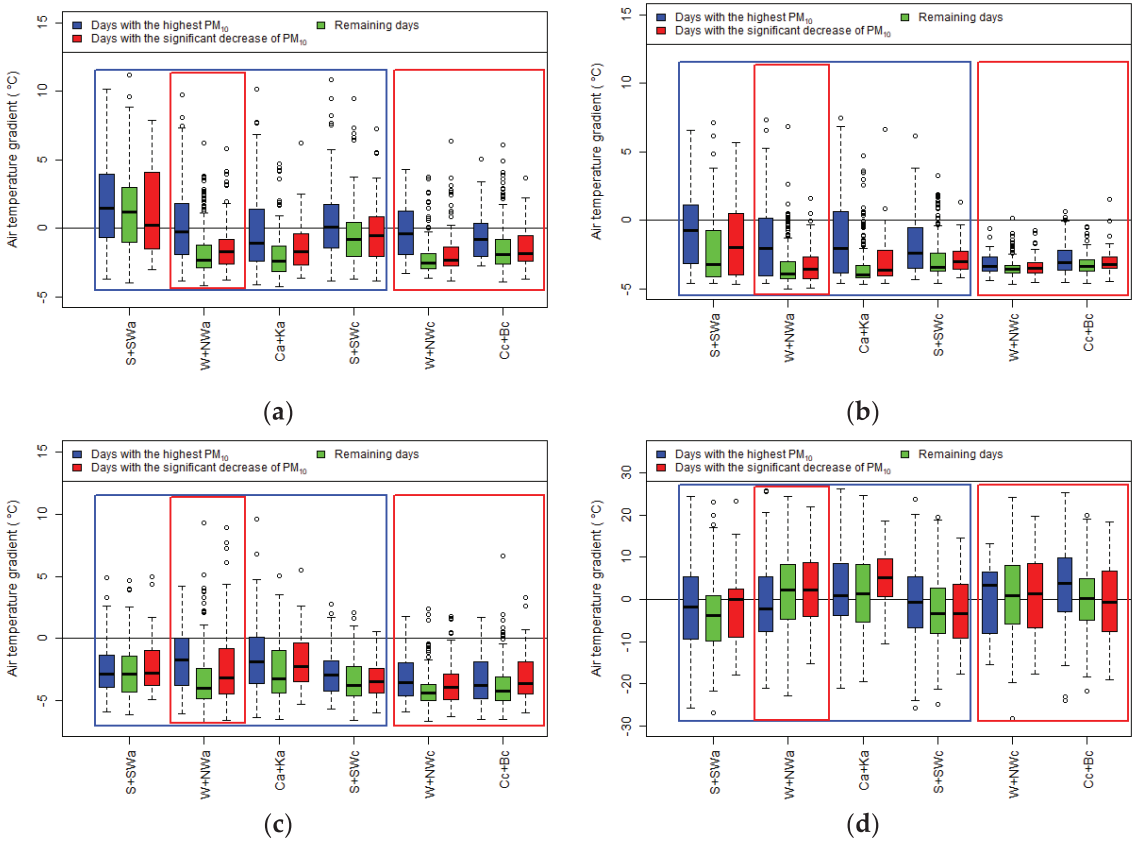 Days with the highest PM10
Remaining days
Days with the significant decrease of PM10
Air temperature gradient ( °C)
15
10
5
0
-5
S+SWa
W+NWa
Ca+Ka
S+SWc
W+NWc
Cc+Bc
(a)
Days with the highest PM10
Remaining days
Days with the significant decrease of PM10
Air temperature gradient ( °C)
15
10
5
0
-5
S+SWa
W+NWa
Ca+Ka
S+SWc
W+NWc
Cc+Bc
(b)
Days with the highest PM10
Remaining days
Days with the significant decrease of PM10
Air temperature gradient ( °C)
15
10
5
0
-5
S+SWa
W+NWa
Ca+Ka
S+SWc
W+NWc
Cc+Bc
(c)
Days with the highest PM10
Remaining days
Days with the significant decrease of PM10
Air temperature gradient ( °C)
30
20
10
0
-10
-20
-30
S+SWa
W+NWa
Ca+Ka
S+SWc
W+NWc
Cc+Bc
(d)